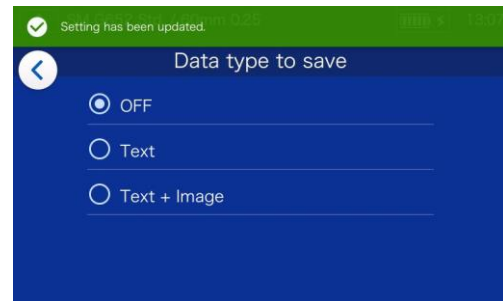 Setting has been updated.
Data type to save
OFF
Text
Text + Image